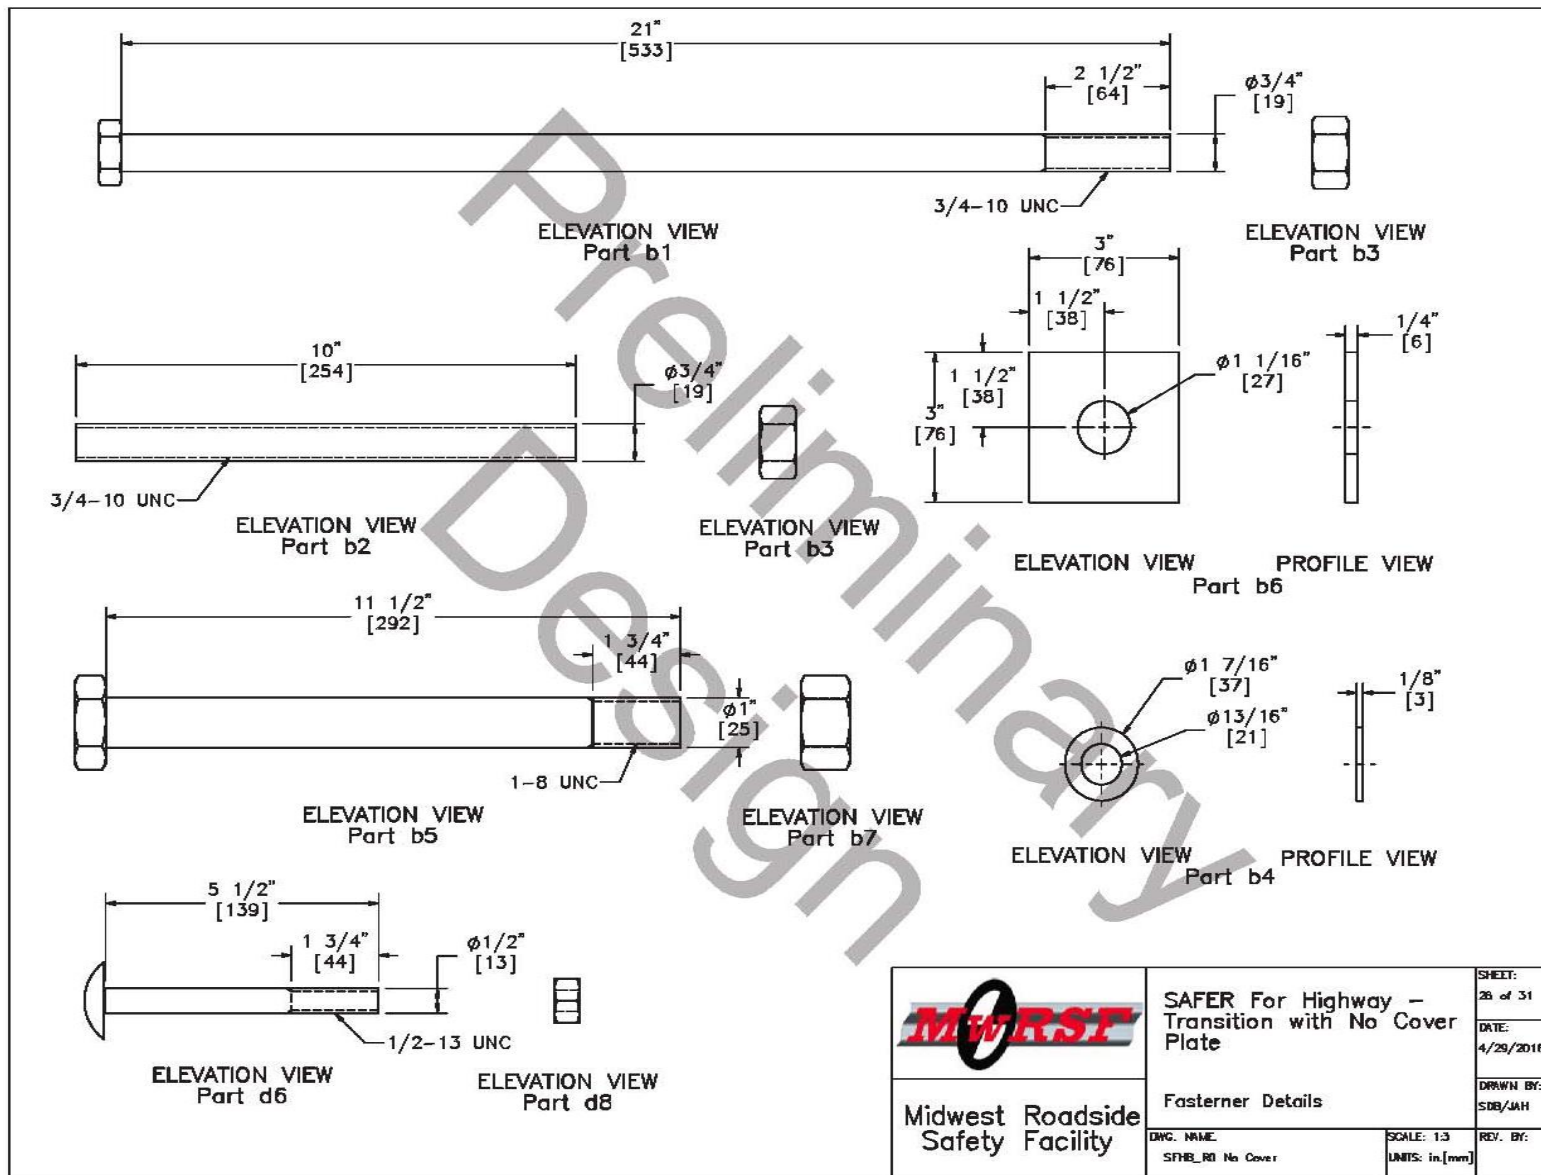 21"
[533]
2 1/2"
[64]
ø3/4"
[19]
3/4-10 UNC
ELEVATION VIEW
Part b1
ELEVATION VIEW
Part b3
10"
[254]
ø3/4"
[19]
3/4-10 UNC
ELEVATION VIEW
Part b2
ELEVATION VIEW
Part b3
3"
[76]
1 1/2"
[38]
1 1/2"
[38]
3"
[76]
ø1 1/16"
[27]
1/4"
[6]
ELEVATION VIEW
PROFILE VIEW
Part b6
11 1/2"
[292]
1 3/4"
[44]
ø1"
[25]
1-8 UNC
ELEVATION VIEW
Part b5
ELEVATION VIEW
Part b7
ø1 7/16"
[37]
ø13/16"
[21]
1/8"
[3]
ELEVATION VIEW
PROFILE VIEW
Part b4
5 1/2"
[139]
1 3/4"
[44]
ø1/2"
[13]
1/2-13 UNC
ELEVATION VIEW
Part d6
ELEVATION VIEW
Part d8
Preliminary
Design
MwRSF
Midwest Roadside
Safety Facility
SAFER For Highway –
Transition with No Cover
Plate
Fasterner Details
DWG. NAME.
SFHB_R0 No Cover
SCALE: 1:3
UNITS: in.[mm]
SHEET:
28 of 31
DATE:
4/29/2016
DRAWN BY:
SDB/JAH
REV. BY: